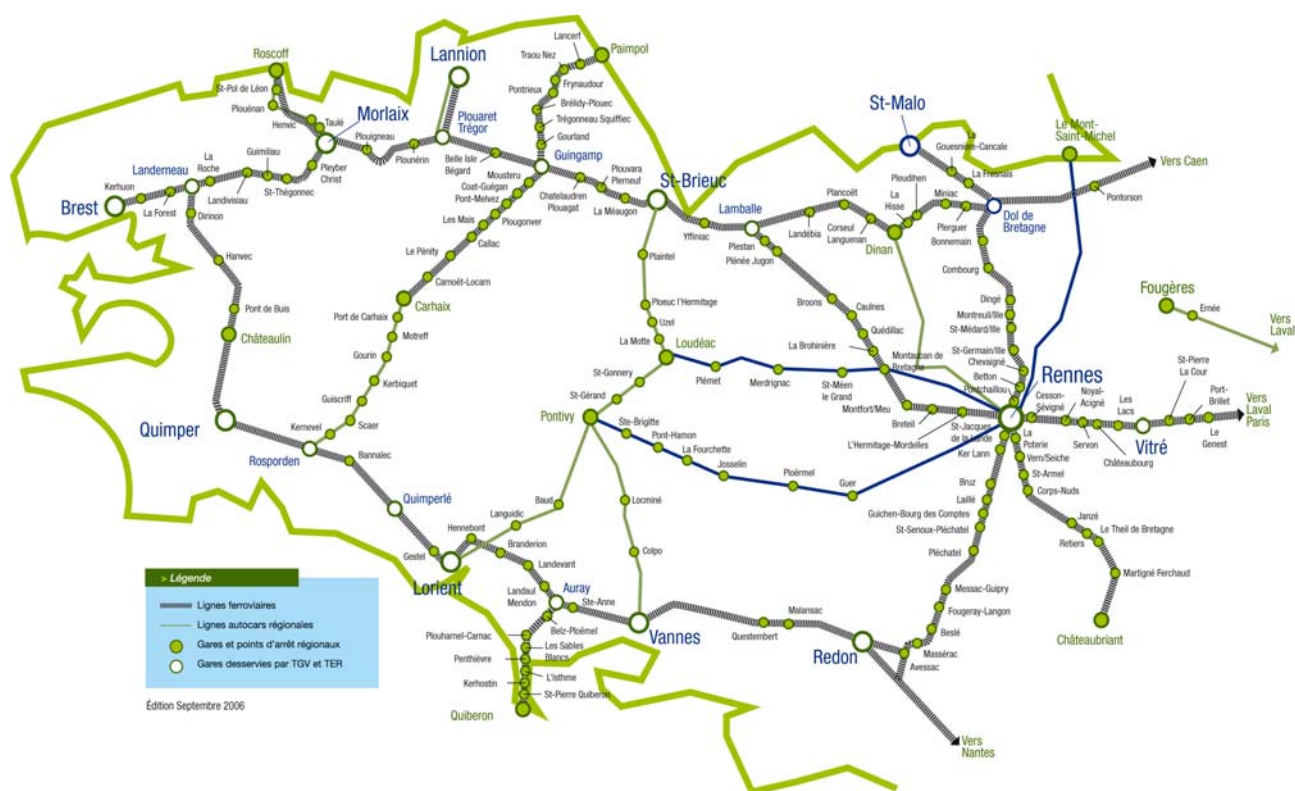 Roscoff
St-Pol de Léon
Plouénan
Henvic
Taulé
Morlaix
Lannion
Plouaret
Trégor
Plouigneau
Plounérin
Belle Isle
Bégard
Lancerf
Paimpol
Traou Nez
Frynaudour
Pontrieux
Brélidy-Plouec
Trégonneau Squiffiec
Gourland
Guingamp
Landerneau
La
Roche
Guimiliau
Pleyber
Christ
St-Thégonnec
Landivisiau
Kerhuon
Brest
La Forest
Dirinon
Mousteru
Coat-Guégan
Pont-Melvez
Plougonver
Les Mais
Callac
Le Pénity
Carnoët-Locarn
Carhaix
Plouvara
Plerneuf
Chatelaudren
Plouagat
La Méaugon
St-Brieuc
Yffiniac
Lamballe
Plestan
Plénée Jugon
Landébia
Plancoët
Corseul
Languenan
La
Hisse
Pleudihen
Dinan
Miniac
Plerguer
St-Malo
La
Gouesnière-Cancale
La Fresnais
Dol de
Bretagne
Le Mont-
Saint-Michel
Vers Caen
Pontorson
Bonnemain
Combourg
Dingé
Montreuil/Ille
St-Médard/Ille
St-Germain/Ille
Chevaigné
Betton
Pontchaillou
Rennes
Fougères
Ernée
Vers
Laval
Hanvec
Pont de Buis
Châteaulin
Quimper
Port de Carhaix
Motreff
Gourin
Kerbiquet
Guiscriff
Scaer
Kernevel
Rosporden
Bannalec
Quimperlé
Gestel
Lorient
Plaintel
Ploeuc l'Hermitage
Uzel
La Motte
Loudéac
St-Gonnery
St-Gérand
Pontivy
Broons
Caulnes
Quédillac
La Brohinière
Montauban de
Bretagne
Plémet
Merdrignac
St-Méen
le Grand
Montfort/Meu
Breteil
L'Hermitage-Mordelles
St-Jacques
de la Lande
Ker Lann
Ste-Brigitte
Pont-Hamon
La Fourchette
Josselin
Ploërmel
Guer
Cesson-
Sévigné
Noyal-
Acigné
Servon
Châteaubourg
Les
Lacs
Vitré
St-Pierre
La Cour
Port-
Brillet
Le
Genest
Vers
Laval
Paris
La
Poterie
Vern/Seiche
St-Armel
Corps-Nuds
Janzé
Le Theil de Bretagne
Retiers
Martigné Ferchaud
Châteaubriant
Bruz
Laillé
Guichen-Bourg des Comptes
St-Senoux-Pléchatel
Pléchatel
Messac-Guipry
Fougeray-Langon
Beslé
Massérac
Avessac
Redon
Vers
Nantes
Baud
Languidic
Locminé
Colpo
Hennebont
Branderion
Landevant
Landaul
Mendon
Auray
Ste-Anne
Vannes
Questembert
Malansac
Belz-Ploëmel
Plouharnel-Carnac
Les Sables
Blancs
Penthièvre
L'Isthme
Kerhostin
St-Pierre Quiberon
Quiberon
> Légende
Lignes ferroviaires
Lignes autocars régionales
Gares et points d'arrêt régionaux
Gares desservies par TGV et TER
Édition Septembre 2006